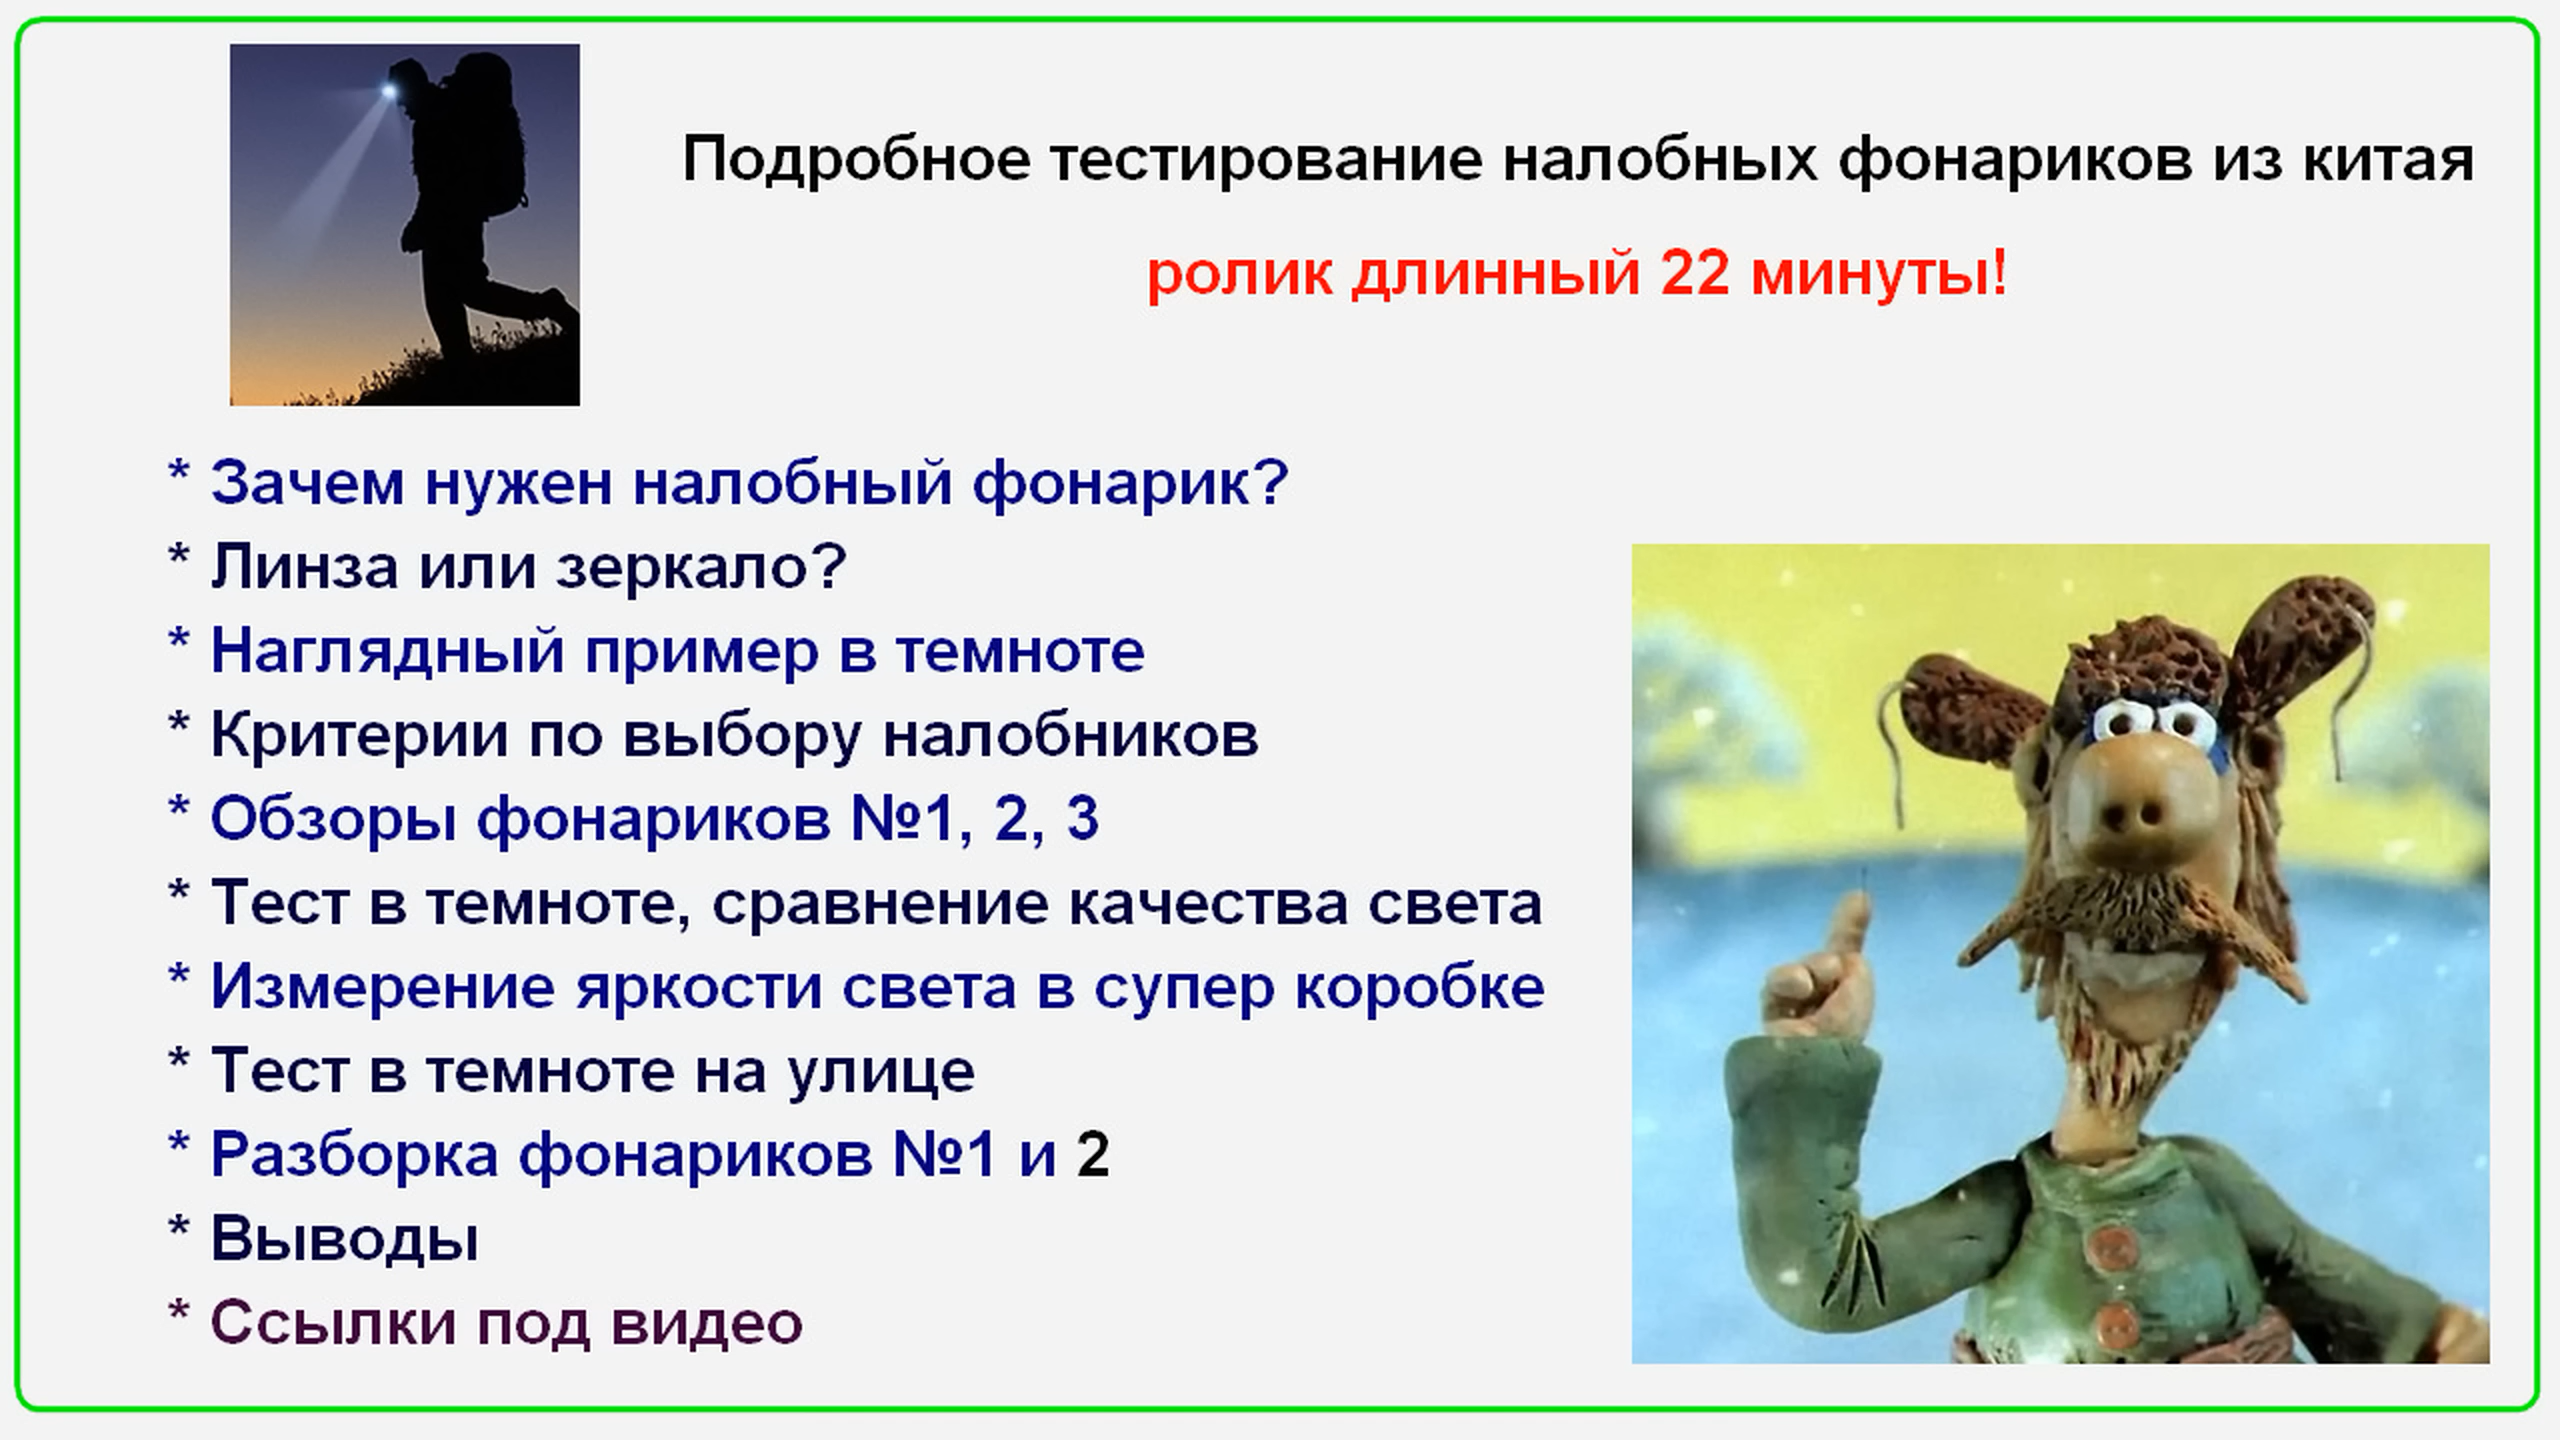 Подробное тестирование налобных фонариков из китая
ролик длинный 22 минуты!
* Зачем нужен налобный фонарик?
* Линза или зеркало?
* Наглядный пример в темноте
* Критерии по выбору налобников
* Обзоры фонариков №1, 2, 3
* Тест в темноте, сравнение качества света
* Измерение яркости света в супер коробке
* Тест в темноте на улице
* Разборка фонариков №1 и 2
* Выводы
* Ссылки под видео